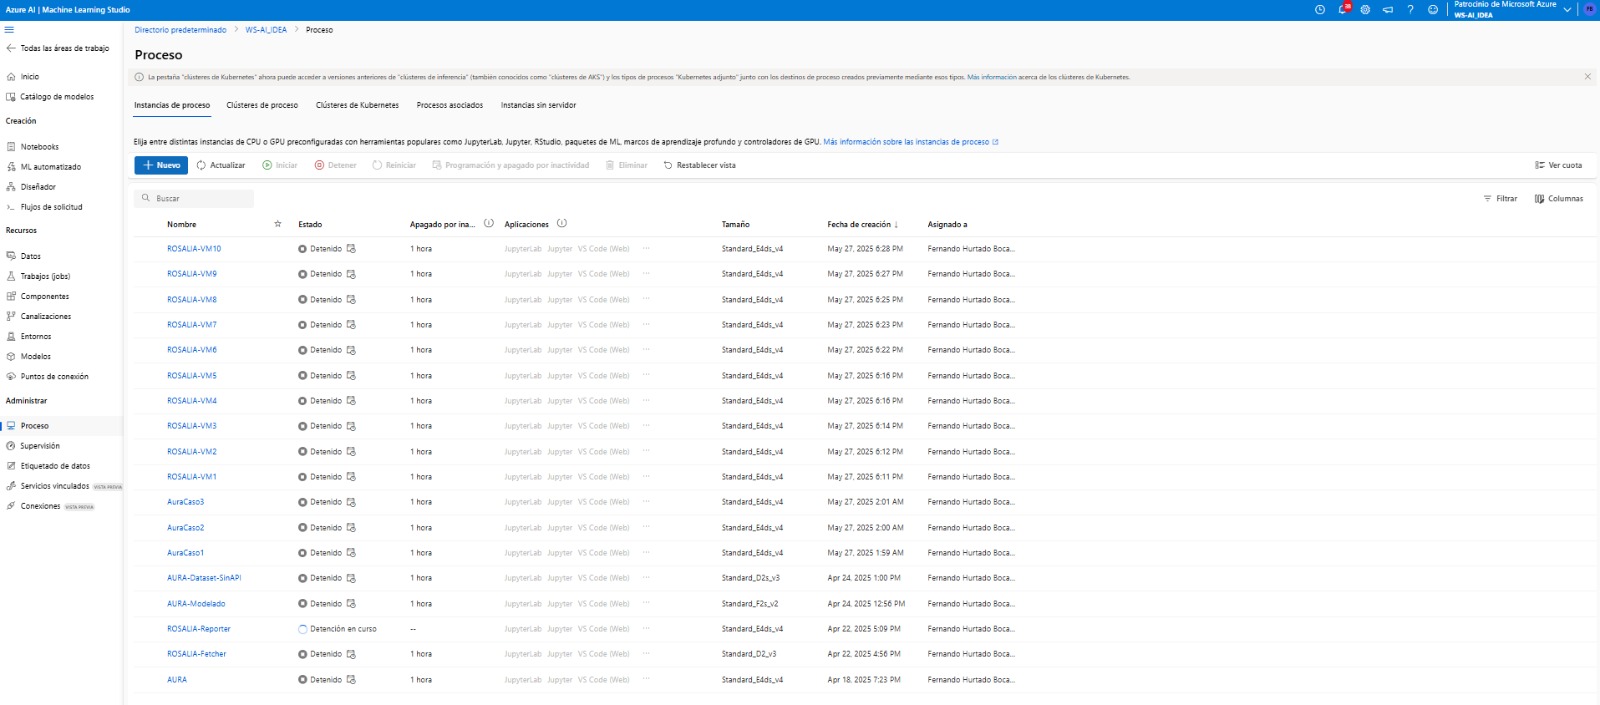 Azure AI | Machine Learning Studio
28
Patrocinio de Microsoft Azure
WS-AI_IDEA
FB
Todas las áreas de trabajo
Inicio
Catálogo de modelos
Creación
Notebooks
ML automatizado
Diseñador
Flujos de solicitud
Recursos
Datos
Trabajos (jobs)
Componentes
Canalizaciones
Entornos
Modelos
Puntos de conexión
Administrar
Proceso
Supervisión
Etiquetado de datos
Servicios vinculados VISTA PREVIA
Conexiones VISTA PREVIA
Directorio predeterminado > WS-AI_IDEA > Proceso
Proceso
La pestaña "clústeres de Kubernetes" ahora puede acceder a versiones anteriores de "clústeres de inferencia" (también conocidos como "clústeres de AKS") y los tipos de procesos "Kubernetes adjunto" junto con los destinos de proceso creados previamente mediante esos tipos. Más información acerca de los clústeres de Kubernetes.
Instancias de proceso Clústeres de proceso Clústeres de Kubernetes Procesos asociados Instancias sin servidor
Elija entre distintas instancias de CPU o GPU preconfiguradas con herramientas populares como JupyterLab, Jupyter, RStudio, paquetes de ML, marcos de aprendizaje profundo y controladores de GPU. Más información sobre las instancias de proceso
Nuevo Actualizar Iniciar Detener Reiniciar Programación y apagado por inactividad Eliminar Restablecer vista Ver cuota
Buscar Filtrar Columnas
Nombre Estado Apagado por ina... Aplicaciones Tamaño Fecha de creación ↓ Asignado a
ROSALIA-VM10 Detenido 1 hora JupyterLab Jupyter VS Code (Web) ... Standard_E4ds_v4 May 27, 2025 6:28 PM Fernando Hurtado Boca...
ROSALIA-VM9 Detenido 1 hora JupyterLab Jupyter VS Code (Web) ... Standard_E4ds_v4 May 27, 2025 6:27 PM Fernando Hurtado Boca...
ROSALIA-VM8 Detenido 1 hora JupyterLab Jupyter VS Code (Web) ... Standard_E4ds_v4 May 27, 2025 6:25 PM Fernando Hurtado Boca...
ROSALIA-VM7 Detenido 1 hora JupyterLab Jupyter VS Code (Web) ... Standard_E4ds_v4 May 27, 2025 6:23 PM Fernando Hurtado Boca...
ROSALIA-VM6 Detenido 1 hora JupyterLab Jupyter VS Code (Web) ... Standard_E4ds_v4 May 27, 2025 6:22 PM Fernando Hurtado Boca...
ROSALIA-VM5 Detenido 1 hora JupyterLab Jupyter VS Code (Web) ... Standard_E4ds_v4 May 27, 2025 6:16 PM Fernando Hurtado Boca...
ROSALIA-VM4 Detenido 1 hora JupyterLab Jupyter VS Code (Web) ... Standard_E4ds_v4 May 27, 2025 6:16 PM Fernando Hurtado Boca...
ROSALIA-VM3 Detenido 1 hora JupyterLab Jupyter VS Code (Web) ... Standard_E4ds_v4 May 27, 2025 6:14 PM Fernando Hurtado Boca...
ROSALIA-VM2 Detenido 1 hora JupyterLab Jupyter VS Code (Web) ... Standard_E4ds_v4 May 27, 2025 6:12 PM Fernando Hurtado Boca...
ROSALIA-VM1 Detenido 1 hora JupyterLab Jupyter VS Code (Web) ... Standard_E4ds_v4 May 27, 2025 6:11 PM Fernando Hurtado Boca...
AuraCaso3 Detenido 1 hora JupyterLab Jupyter VS Code (Web) ... Standard_E4ds_v4 May 27, 2025 2:01 AM Fernando Hurtado Boca...
AuraCaso2 Detenido 1 hora JupyterLab Jupyter VS Code (Web) ... Standard_E4ds_v4 May 27, 2025 2:00 AM Fernando Hurtado Boca...
AuraCaso1 Detenido 1 hora JupyterLab Jupyter VS Code (Web) ... Standard_E4ds_v4 May 27, 2025 1:59 AM Fernando Hurtado Boca...
AURA-Dataset-SinAPI Detenido 1 hora JupyterLab Jupyter VS Code (Web) ... Standard_D2s_v3 Apr 24, 2025 1:00 PM Fernando Hurtado Boca...
AURA-Modelado Detenido 1 hora JupyterLab Jupyter VS Code (Web) ... Standard_F2s_v2 Apr 24, 2025 12:56 PM Fernando Hurtado Boca...
ROSALIA-Reporter Detención en curso -- JupyterLab Jupyter VS Code (Web) ... Standard_E4ds_v4 Apr 22, 2025 5:09 PM Fernando Hurtado Boca...
ROSALIA-Fetcher Detenido 1 hora JupyterLab Jupyter VS Code (Web) ... Standard_D2_v3 Apr 22, 2025 4:56 PM Fernando Hurtado Boca...
AURA Detenido 1 hora JupyterLab Jupyter VS Code (Web) ... Standard_E4ds_v4 Apr 18, 2025 7:23 PM Fernando Hurtado Boca...